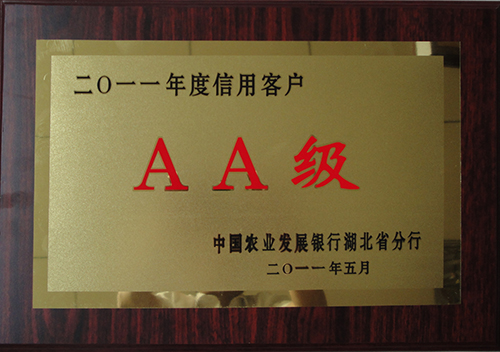 二〇一一年度信用客户
AA级
中国农业发展银行湖北省分行
二〇一一年五月